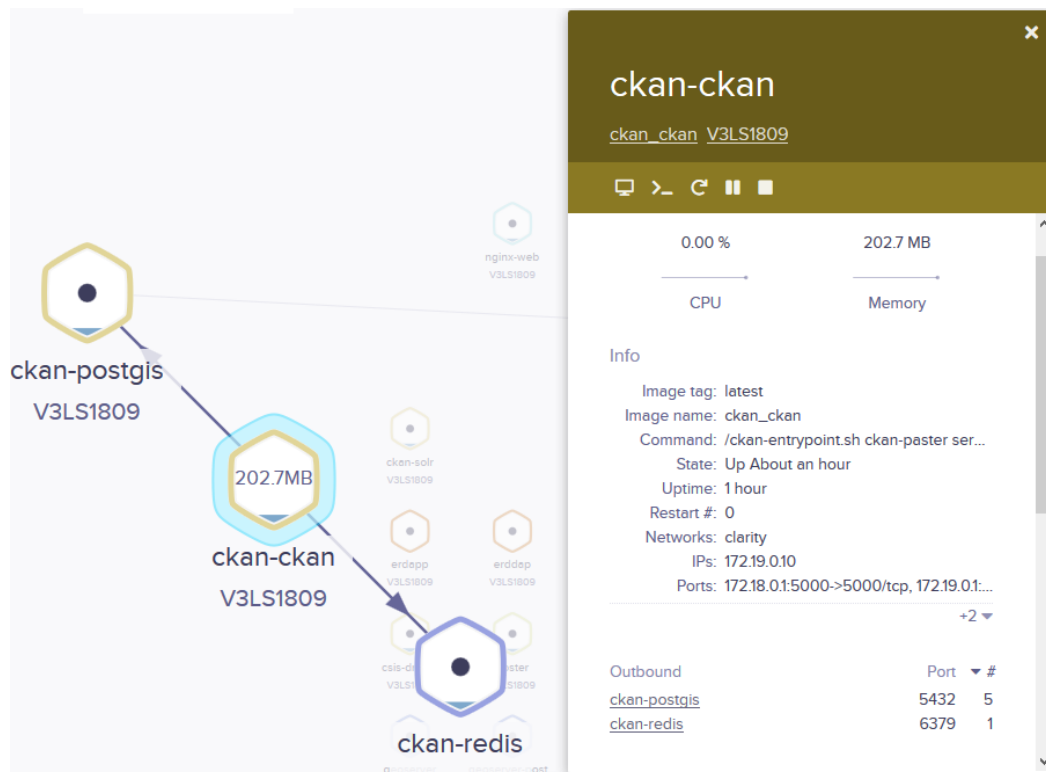 ckan-postgis
V3LS1809
202.7MB
ckan-ckan
V3LS1809
ckan-redis
nginx-web
V3LS1809
ckan-solr
V3LS1809
erdapp
V3LS1809
erddap
V3LS1809
ckan-ckan
ckan_ckan V3LS1809
0.00 % 202.7 MB
CPU Memory
Info
Image tag: latest
Image name: ckan_ckan
Command: /ckan-entrypoint.sh ckan-paster ser...
State: Up About an hour
Uptime: 1 hour
Restart #: 0
Networks: clarity
IPs: 172.19.0.10
Ports: 172.18.0.1:5000->5000/tcp, 172.19.0.1:...
+2
Outbound Port #
ckan-postgis 5432 5
ckan-redis 6379 1